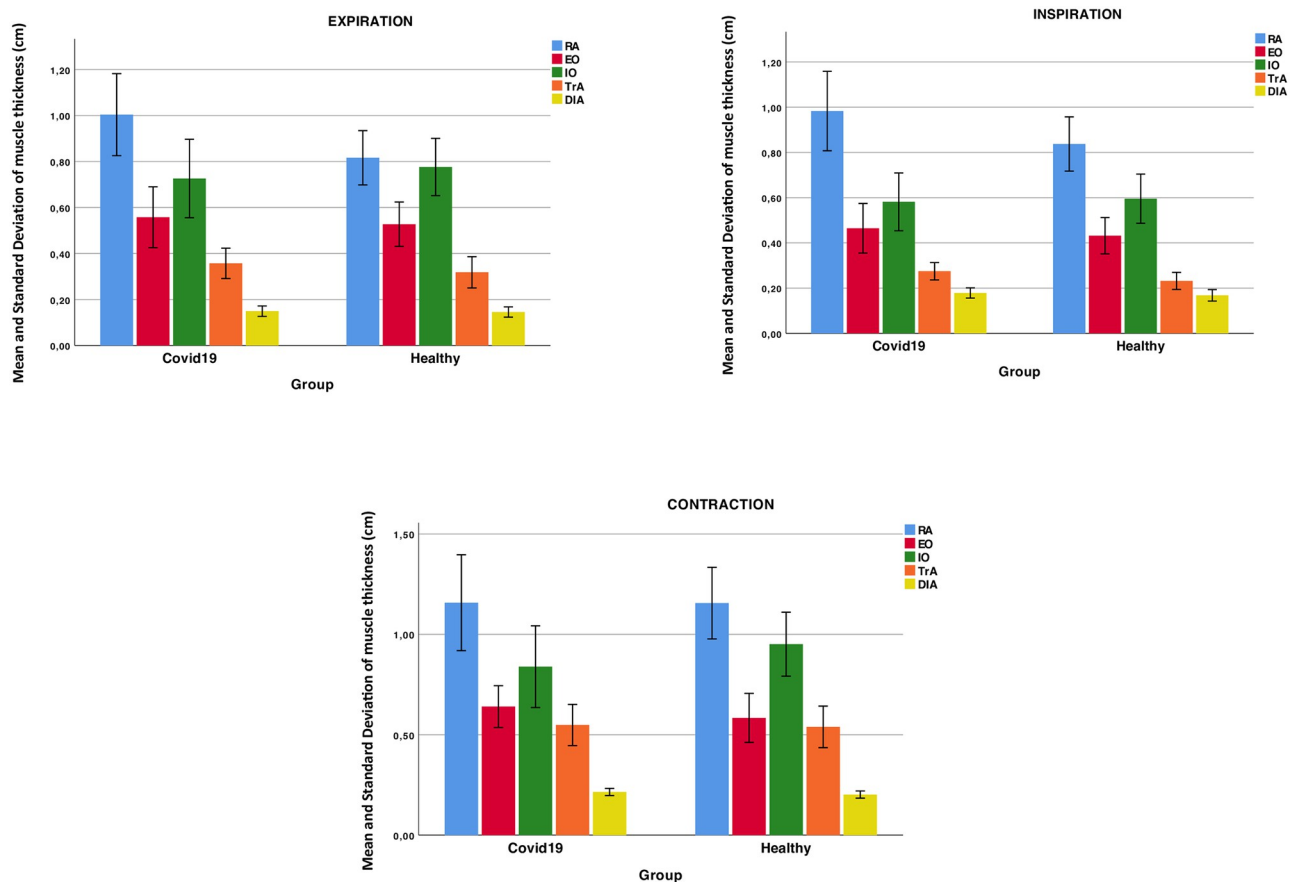 EXPIRATION
Mean and Standard Deviation of muscle thickness (cm)
1,20
1,00
0,80
0,60
0,40
0,20
0,00
RA
EO
IO
TrA
DIA
Covid19
Healthy
Group
INSPIRATION
Mean and Standard Deviation of muscle thickness (cm)
1,20
1,00
0,80
0,60
0,40
0,20
0,00
RA
EO
IO
TrA
DIA
Covid19
Healthy
Group
CONTRACTION
Mean and Standard Deviation of muscle thickness (cm)
1,50
1,00
0,50
0,00
RA
EO
IO
TrA
DIA
Covid19
Healthy
Group